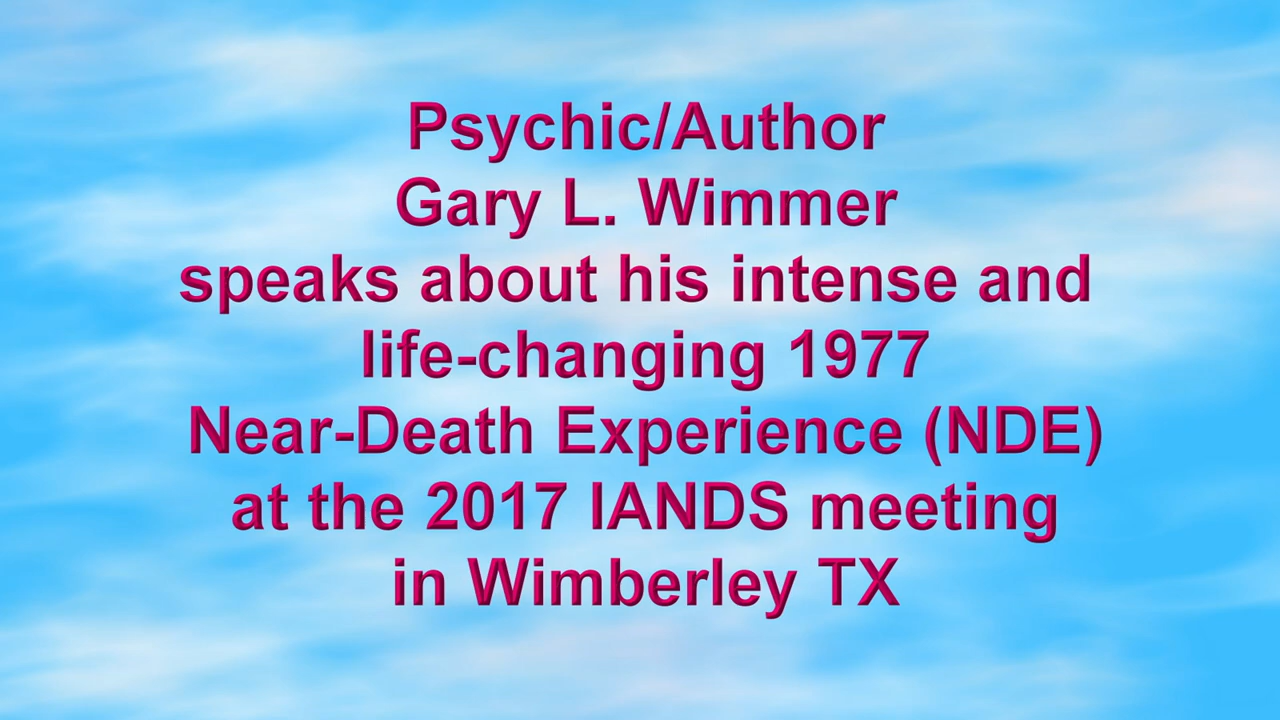 Psychic/Author
Gary L. Wimmer
speaks about his intense and
life-changing 1977
Near-Death Experience (NDE)
at the 2017 IANDS meeting
in Wimberley TX